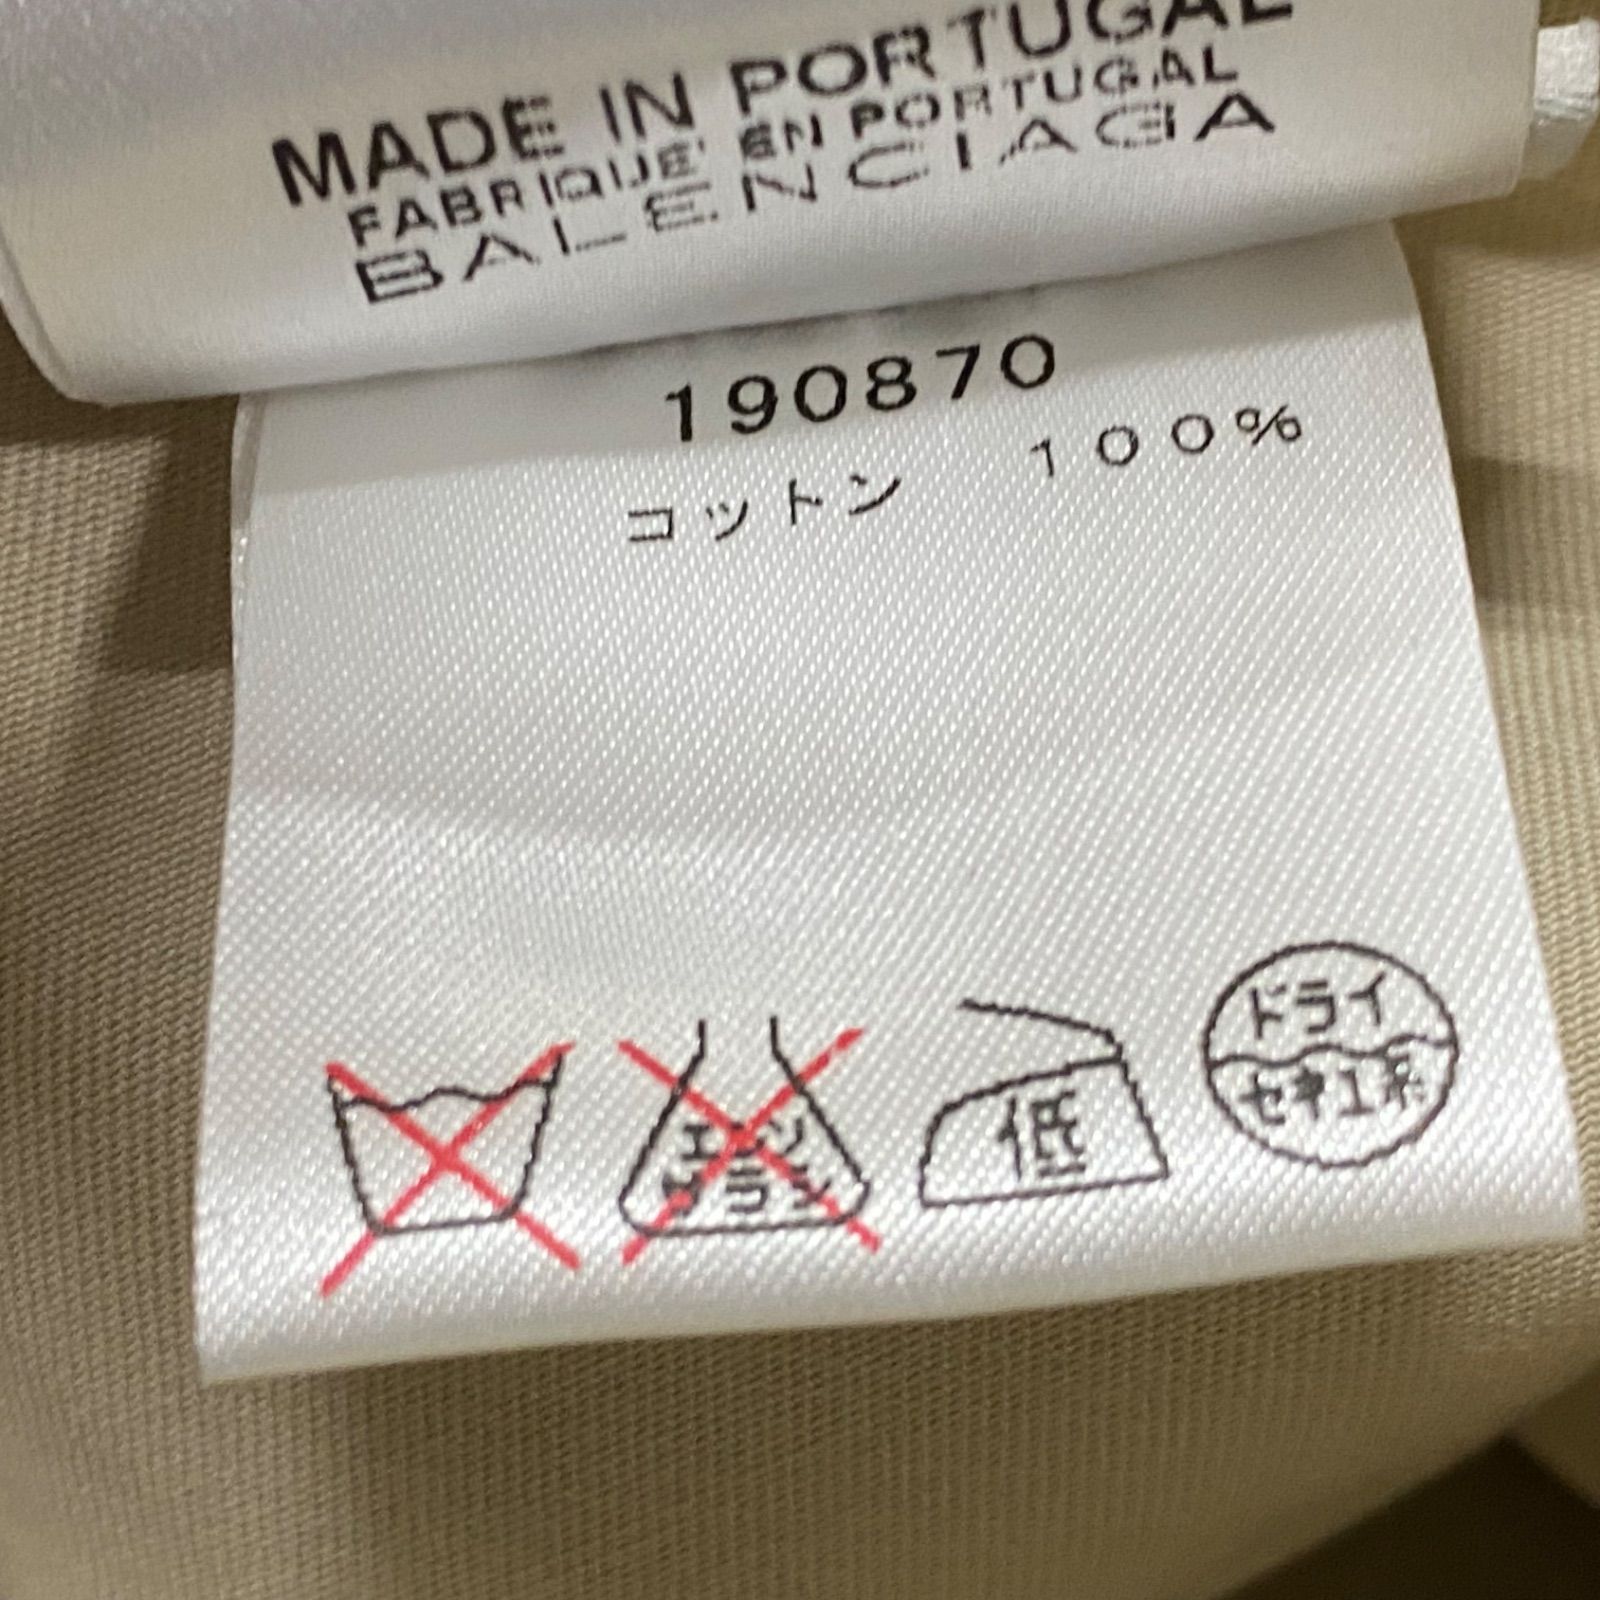 MADE IN PORTUGAL
FABRIQUE' EN PORTUGAL
BALENCIAGA
190870
コットン 100%
エンソ
サラシ
低
ドライ
セキユ系